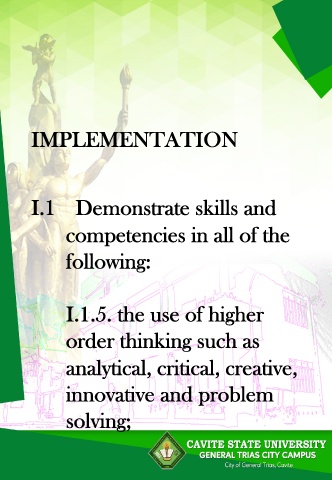 IMPLEMENTATION
I.1 Demonstrate skills and
competencies in all of the
following:
I.1.5. the use of higher
order thinking such as
analytical, critical, creative,
innovative and problem
solving;
CAVITE STATE UNIVERSITY
GENERAL TRIAS CITY CAMPUS
City of General Trias, Cavite